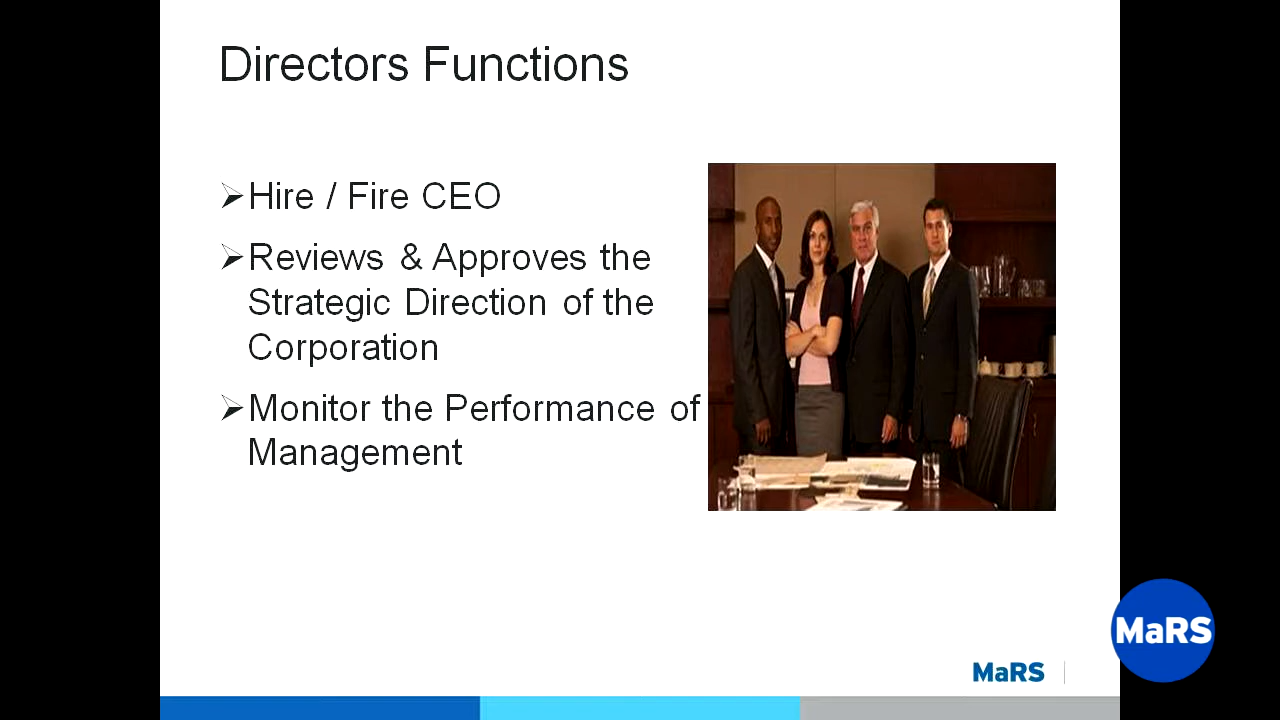 Directors Functions
Hire / Fire CEO
Reviews & Approves the
Strategic Direction of the
Corporation
Monitor the Performance of
Management
MaRS
MaRS